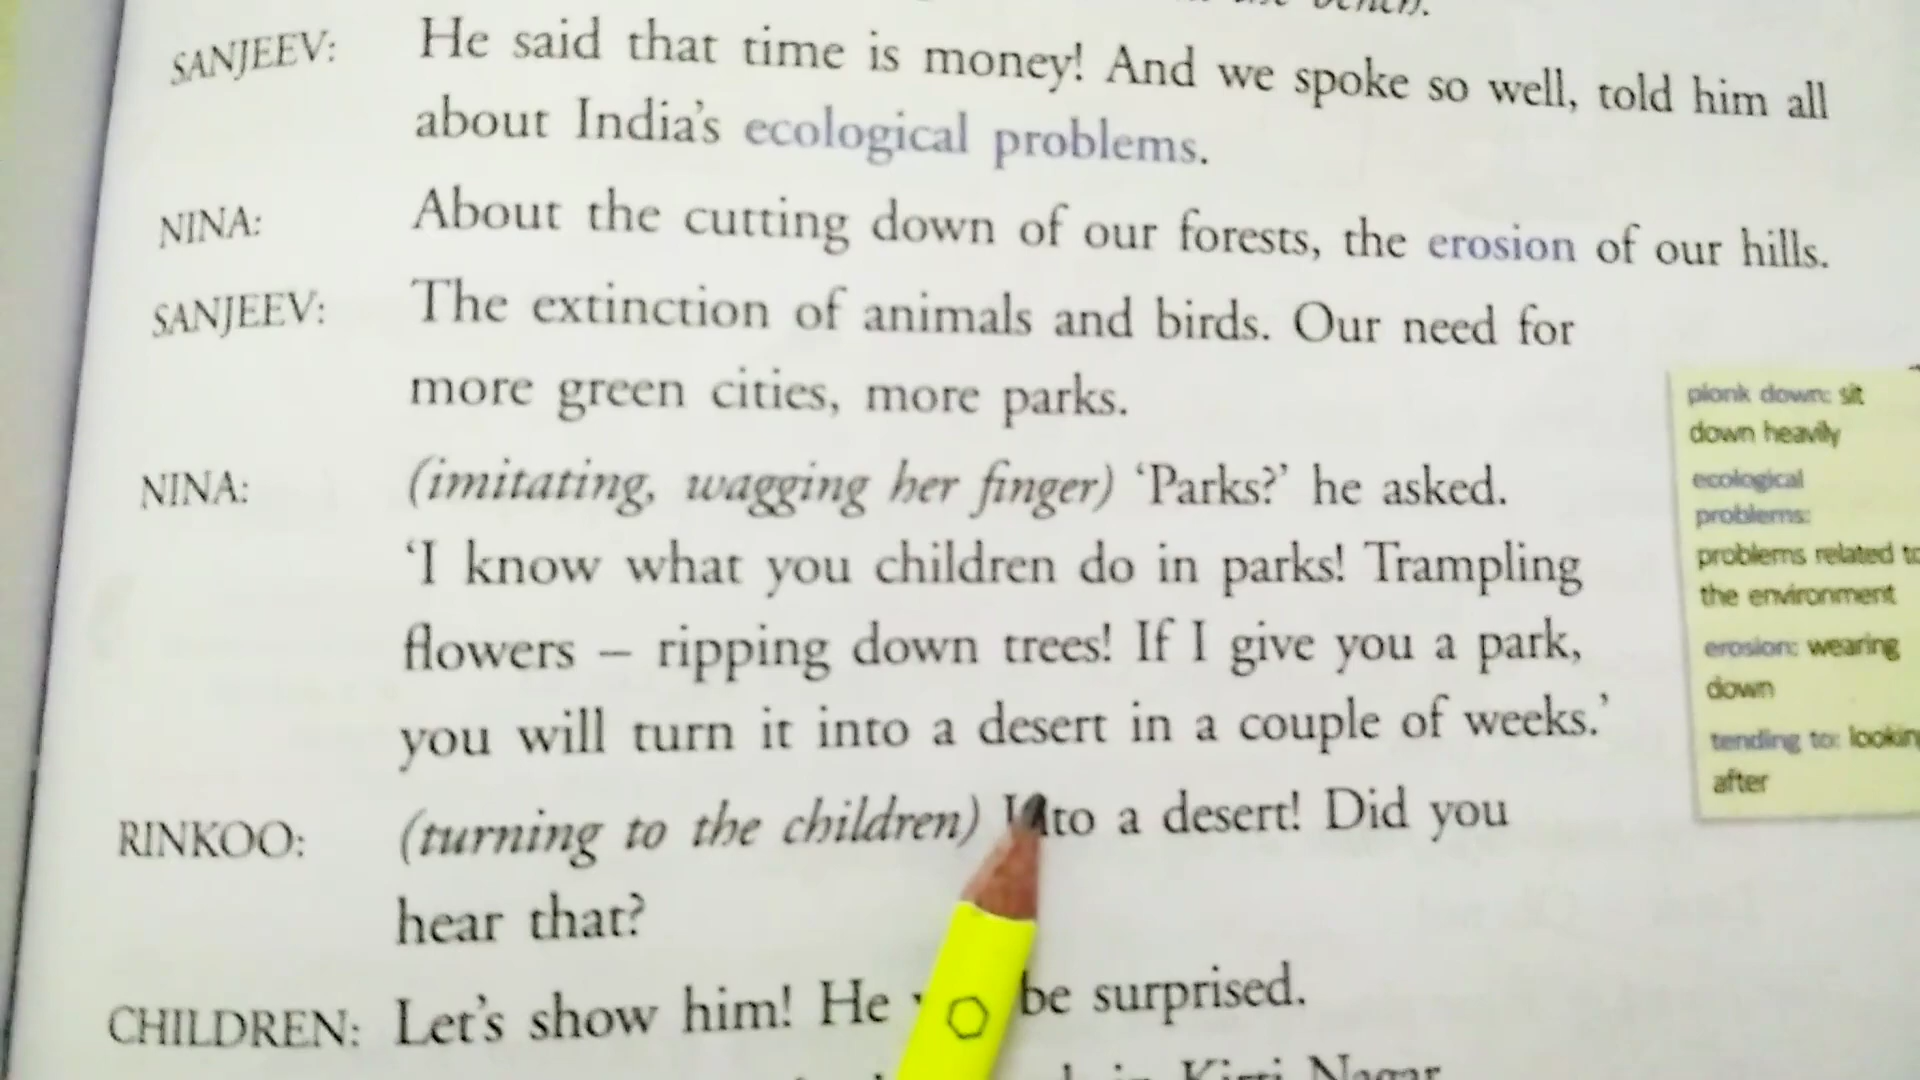 bench).
SANJEEV: He said that time is money! And we spoke so well, told him all
about India's ecological problems.
NINA: About the cutting down of our forests, the erosion of our hills.
SANJEEV: The extinction of animals and birds. Our need for
more green cities, more parks.
NINA: (imitating, wagging her finger) 'Parks?' he asked.
'I know what you children do in parks! Trampling
flowers – ripping down trees! If I give you a park,
you will turn it into a desert in a couple of weeks.'
RINKOO: (turning to the children) Into a desert! Did you
hear that?
CHILDREN: Let's show him! He be surprised.
in Kirti Nagar
plonk down: sit
down heavily
ecological
problems:
problems related to
the environment
erosion: wearing
down
tending to: lookin
after